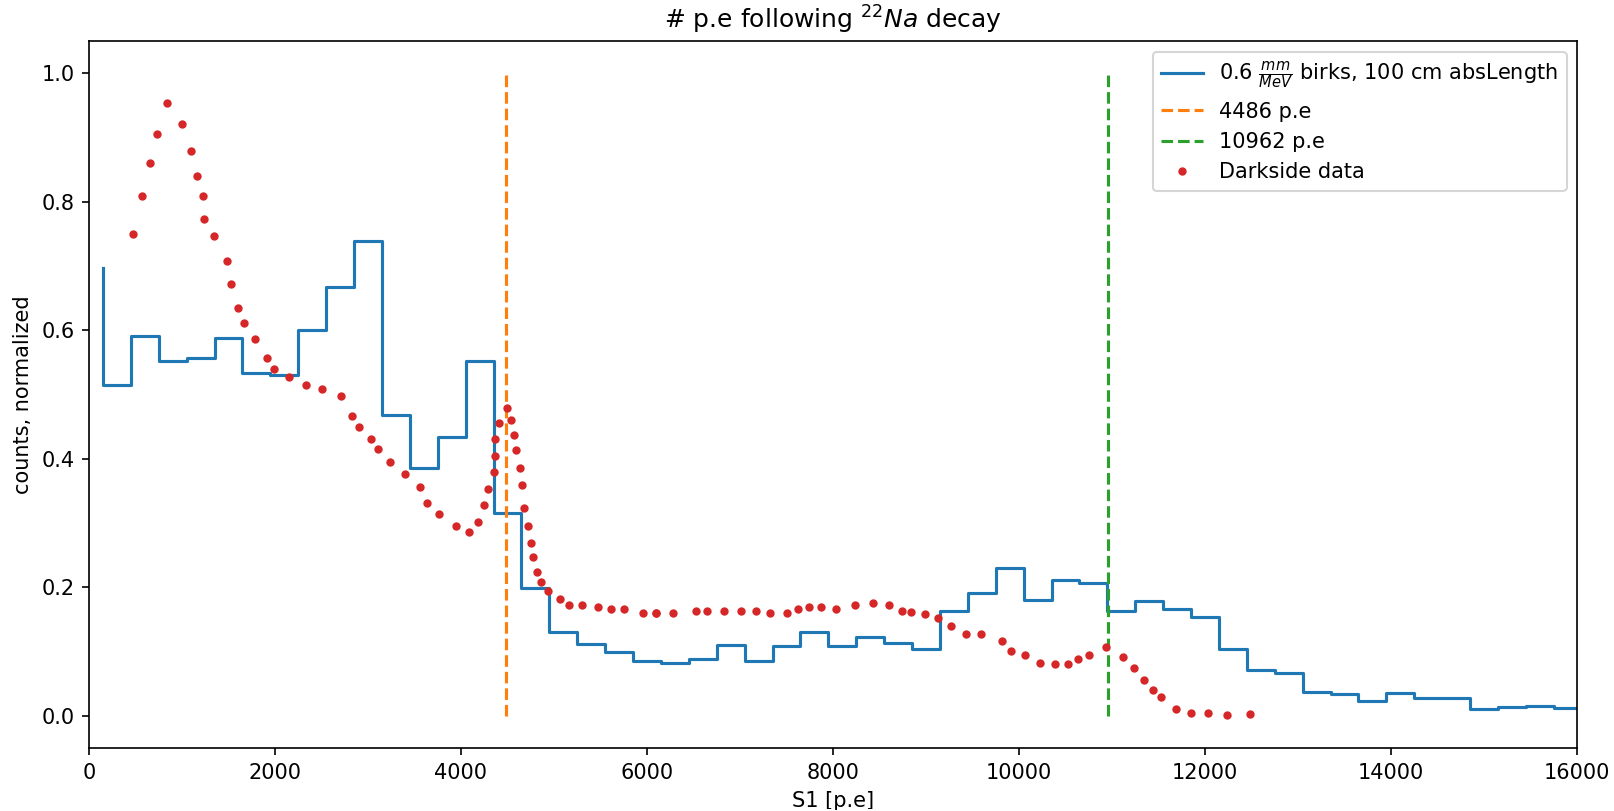 # p.e following ²²Na decay
counts, normalized
1.0
0.8
0.6
0.4
0.2
0.0
0.6 mm/MeV birks, 100 cm absLength
4486 p.e
10962 p.e
Darkside data
0 2000 4000 6000 8000 10000 12000 14000 16000
S1 [p.e]